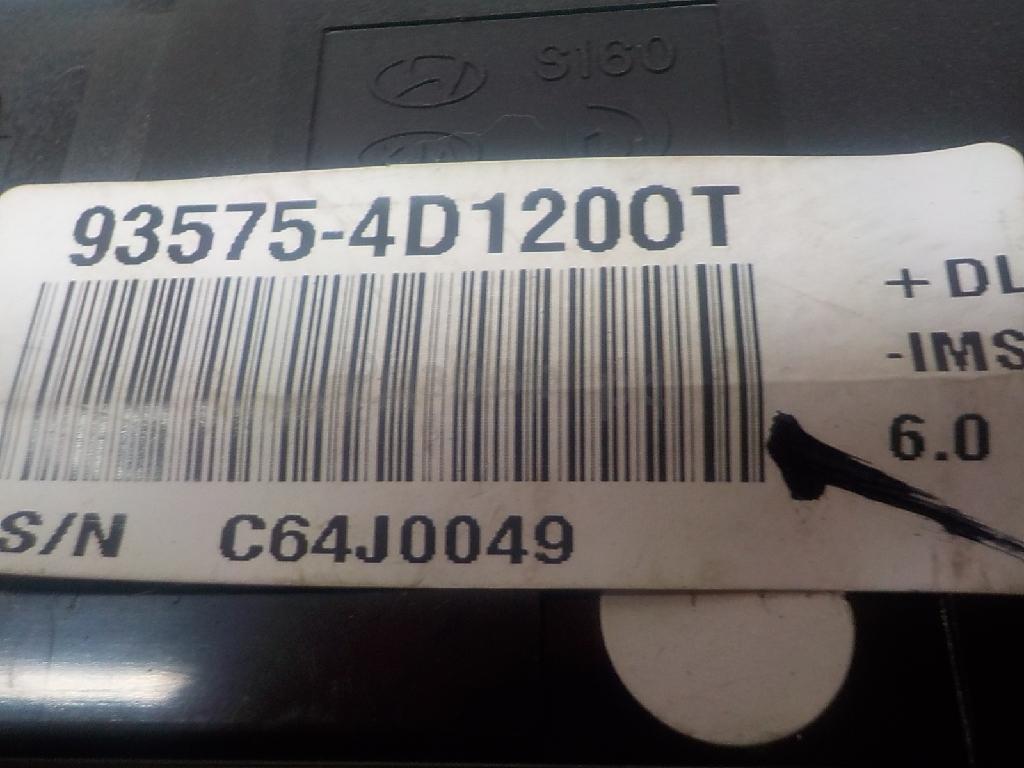 S160
93575-4D1200T
+DL
-IMS
6.0
S/N C64J0049